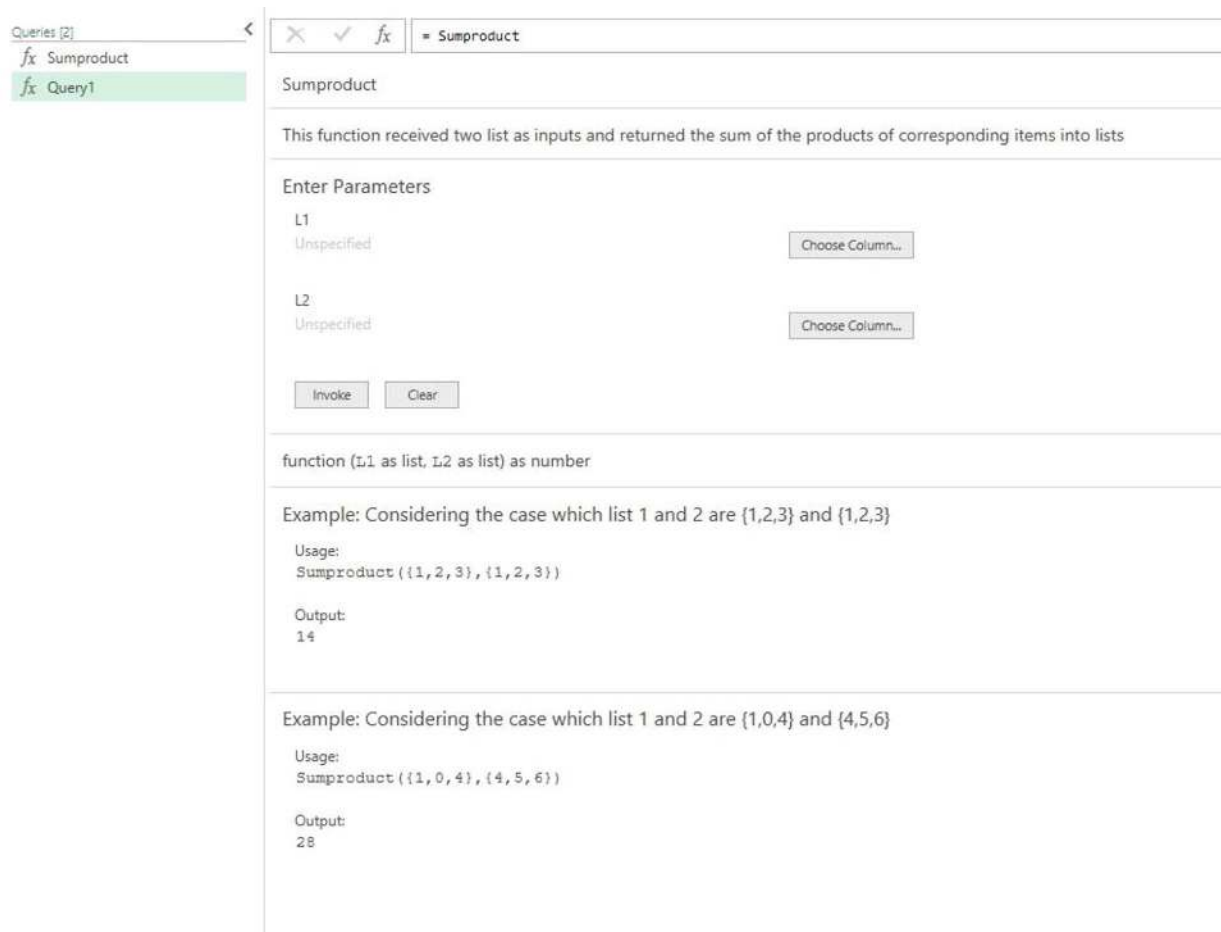 Queries [2]
fx Sumproduct
fx Query1
fx
= Sumproduct
Sumproduct
This function received two list as inputs and returned the sum of the products of corresponding items into lists
Enter Parameters
L1
Unspecified
Choose Column...
L2
Unspecified
Choose Column...
Invoke
Clear
function (L1 as list, L2 as list) as number
Example: Considering the case which list 1 and 2 are {1,2,3} and {1,2,3}
Usage:
Sumproduct({1,2,3},{1,2,3})
Output:
14
Example: Considering the case which list 1 and 2 are {1,0,4} and {4,5,6}
Usage:
Sumproduct({1,0,4},{4,5,6})
Output:
28